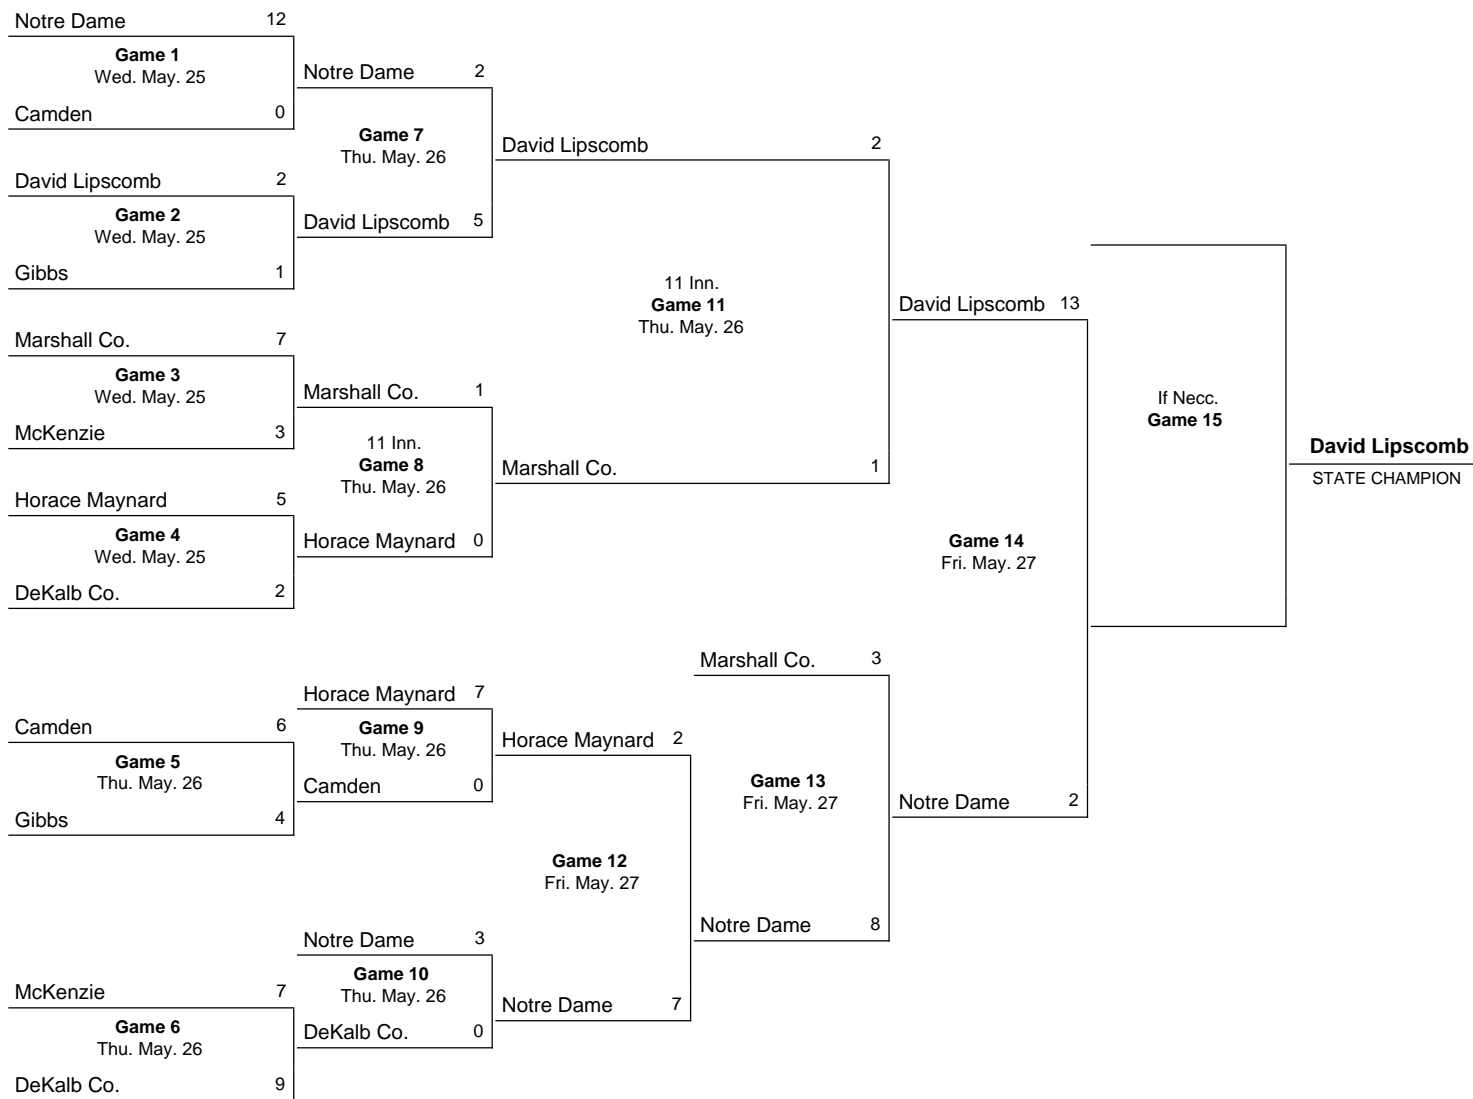 Notre Dame 12
Game 1
Wed. May. 25
Camden 0
David Lipscomb 2
Game 2
Wed. May. 25
Gibbs 1
Marshall Co. 7
Game 3
Wed. May. 25
McKenzie 3
Horace Maynard 5
Game 4
Wed. May. 25
DeKalb Co. 2
Camden 6
Game 5
Thu. May. 26
Gibbs 4
McKenzie 7
Game 6
Thu. May. 26
DeKalb Co. 9
Notre Dame 2
Game 7
Thu. May. 26
David Lipscomb 5
Marshall Co. 1
11 Inn.
Game 8
Thu. May. 26
Horace Maynard 0
Horace Maynard 7
Game 9
Thu. May. 26
Camden 0
Notre Dame 3
Game 10
Thu. May. 26
DeKalb Co. 0
David Lipscomb 2
11 Inn.
Game 11
Thu. May. 26
Marshall Co. 1
Horace Maynard 2
Game 12
Fri. May. 27
Notre Dame 7
Marshall Co. 3
Game 13
Fri. May. 27
Notre Dame 8
David Lipscomb 13
Game 14
Fri. May. 27
Notre Dame 2
If Necc.
Game 15
David Lipscomb
STATE CHAMPION